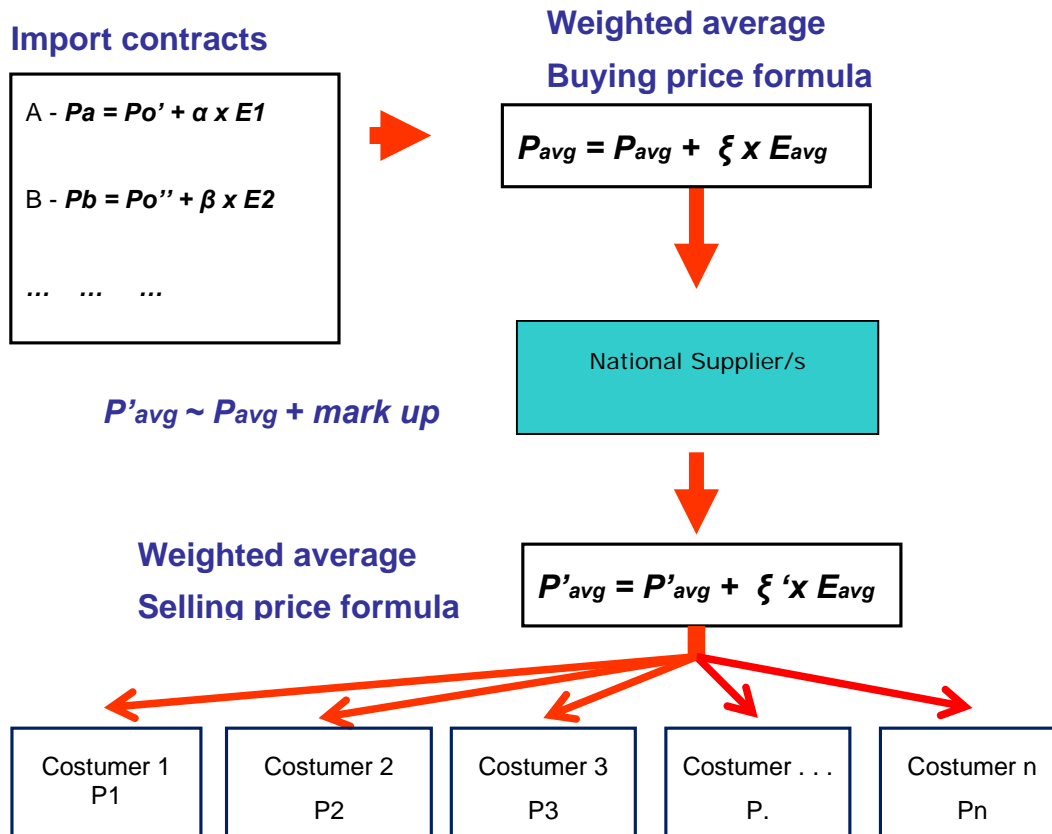 Import contracts
A - Pa = Po' + α x E1
B - Pb = Po'' + β x E2
... ... ...
Weighted average
Buying price formula
Pavg = Pavg + ξ x Eavg
National Supplier/s
P'avg ~ Pavg + mark up
Weighted average
Selling price formula
P'avg = P'avg + ξ ‘x Eavg
Costumer 1
P1
Costumer 2
P2
Costumer 3
P3
Costumer . . .
P.
Costumer n
Pn